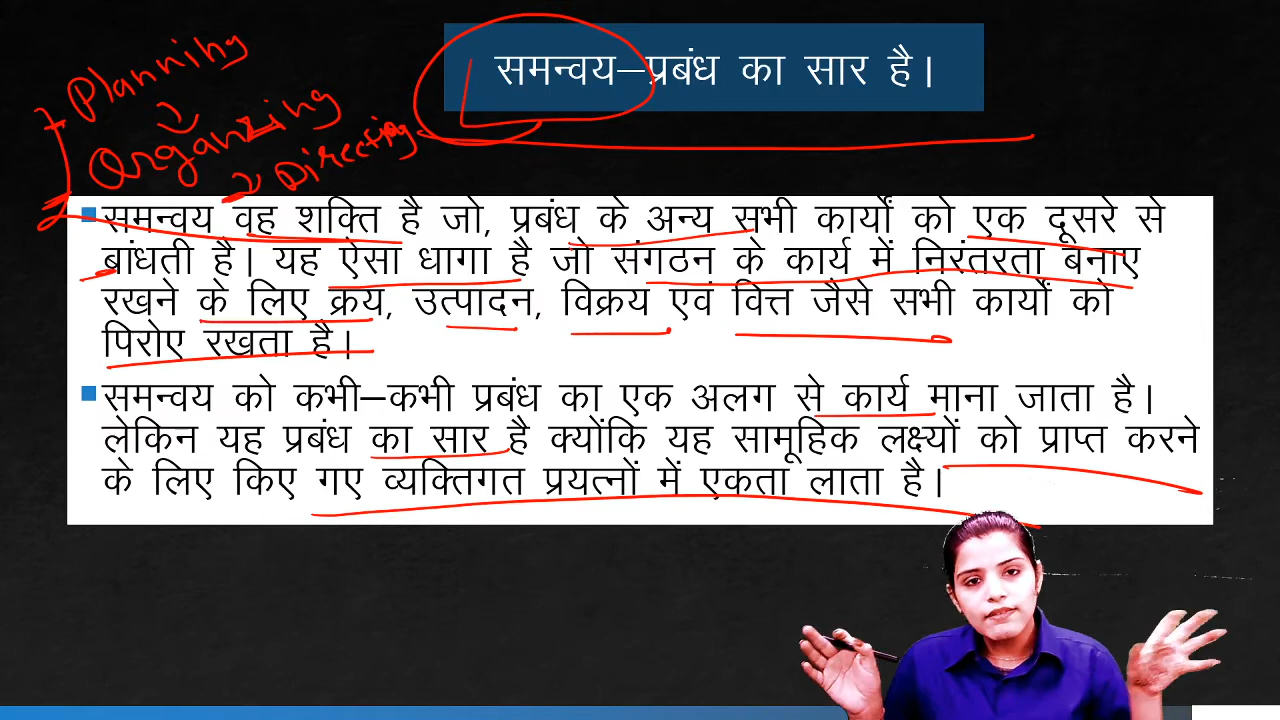 समन्वय–प्रबंध का सार है।
Planning
Organizing
Directing
समन्वय वह शक्ति है जो, प्रबंध के अन्य सभी कार्यों को एक दूसरे से
बांधती है। यह ऐसा धागा है जो संगठन के कार्य में निरंतरता बनाए
रखने के लिए क्रय, उत्पादन, विक्रय एवं वित्त जैसे सभी कार्यों को
पिरोए रखता है।
समन्वय को कभी–कभी प्रबंध का एक अलग से कार्य माना जाता है।
लेकिन यह प्रबंध का सार है क्योंकि यह सामूहिक लक्ष्यों को प्राप्त करने
के लिए किए गए व्यक्तिगत प्रयत्नों में एकता लाता है।